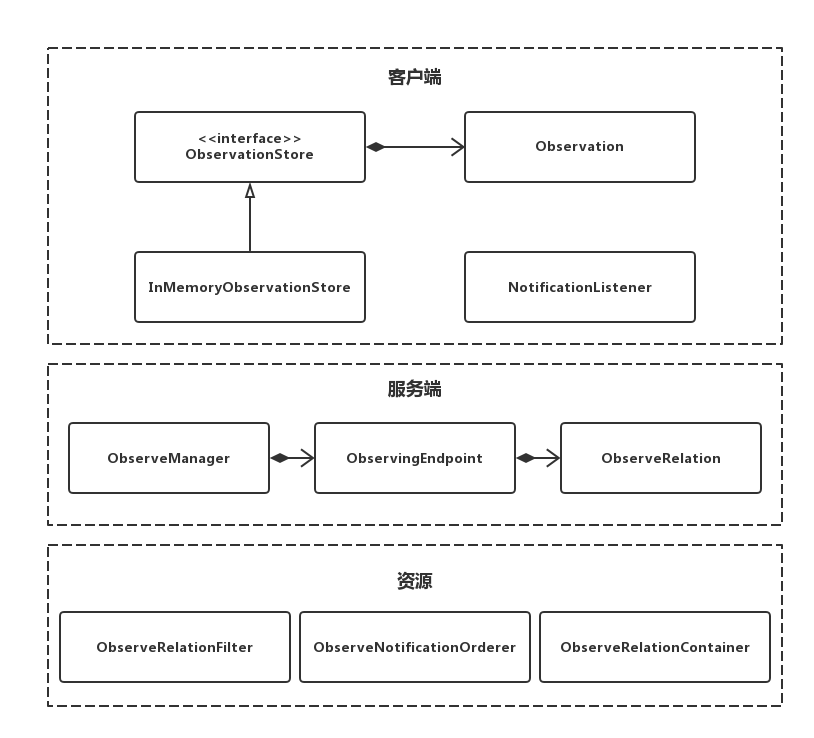 客户端
<<interface>>
ObservationStore
Observation
InMemoryObservationStore
NotificationListener
服务端
ObserveManager
ObservingEndpoint
ObserveRelation
资源
ObserveRelationFilter
ObserveNotificationOrderer
ObserveRelationContainer